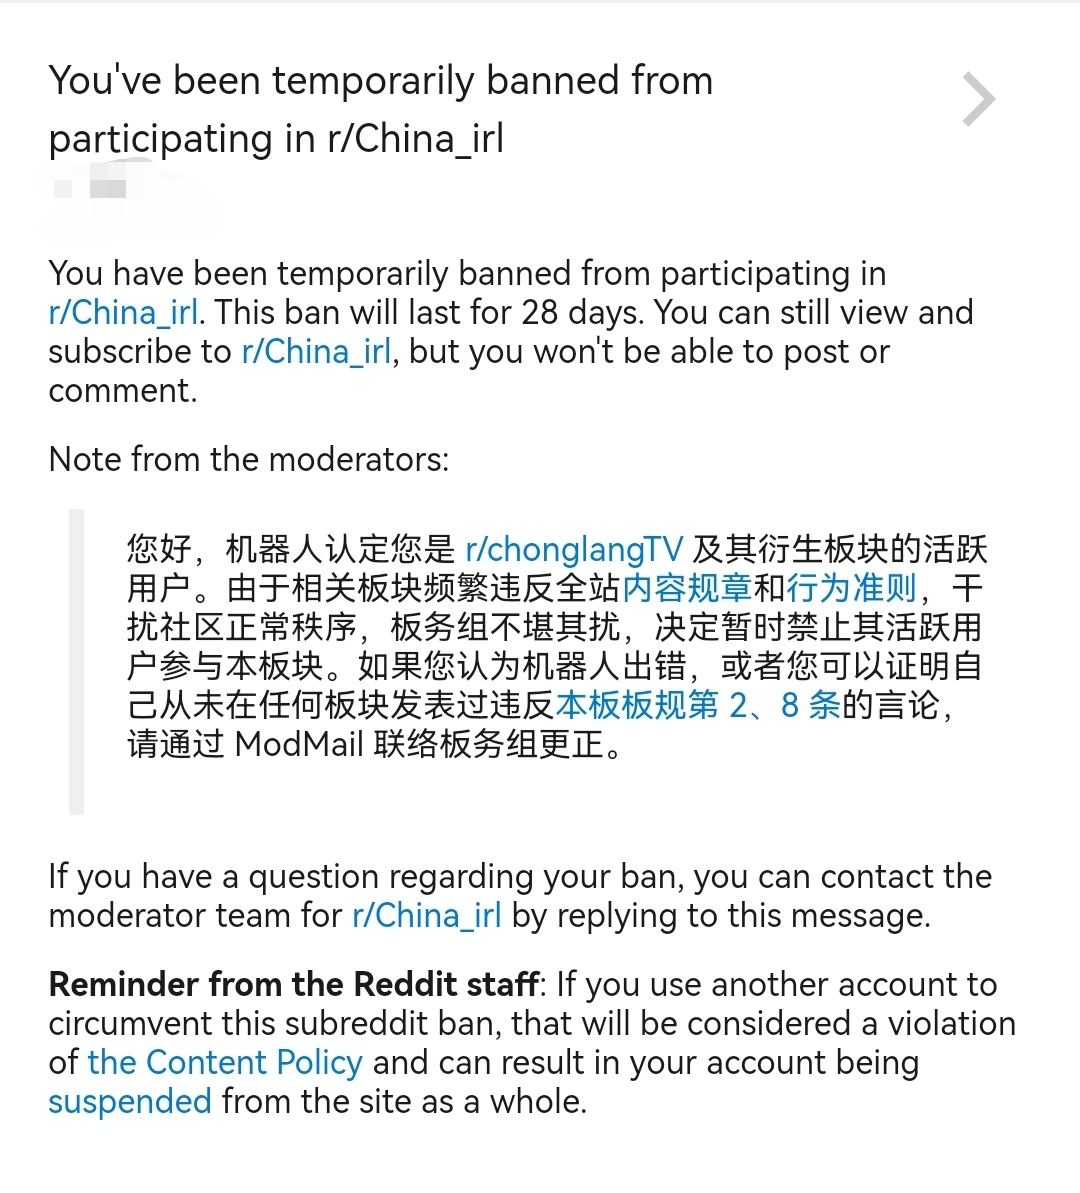 You've been temporarily banned from
participating in r/China_irl
You have been temporarily banned from participating in
r/China_irl. This ban will last for 28 days. You can still view and
subscribe to r/China_irl, but you won't be able to post or
comment.
Note from the moderators:
您好，机器人认定您是 r/chonglangTV 及其衍生板块的活跃
用户。由于相关板块频繁违反全站内容规章和行为准则，干
扰社区正常秩序，板务组不堪其扰，决定暂时禁止其活跃用
户参与本板块。如果您认为机器人出错，或者您可以证明自
己从未在任何板块发表过违反本板板规第 2、8 条的言论，
请通过 ModMail 联络板务组更正。
If you have a question regarding your ban, you can contact the
moderator team for r/China_irl by replying to this message.
Reminder from the Reddit staff: If you use another account to
circumvent this subreddit ban, that will be considered a violation
of the Content Policy and can result in your account being
suspended from the site as a whole.